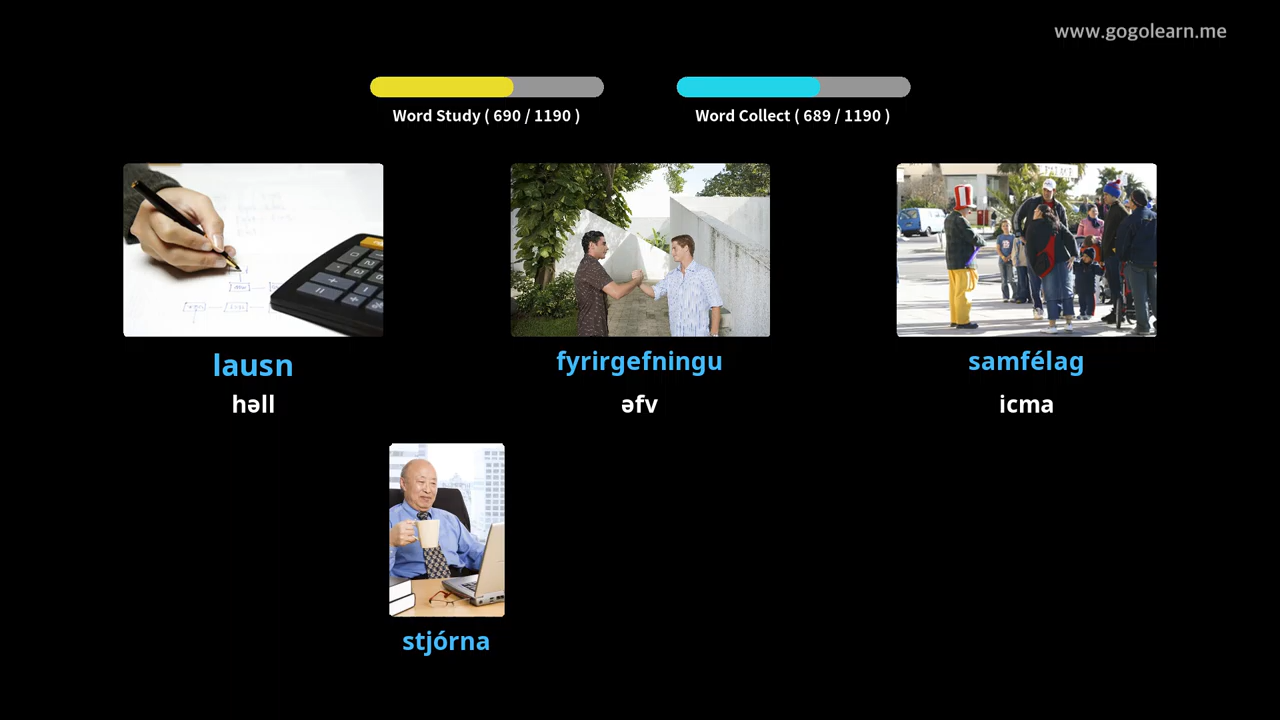 www.gogolearn.me
Word Study ( 690 / 1190 )
Word Collect ( 689 / 1190 )
lausn
fyrirgefningu
samfélag
həll
əfv
icma
stjórna